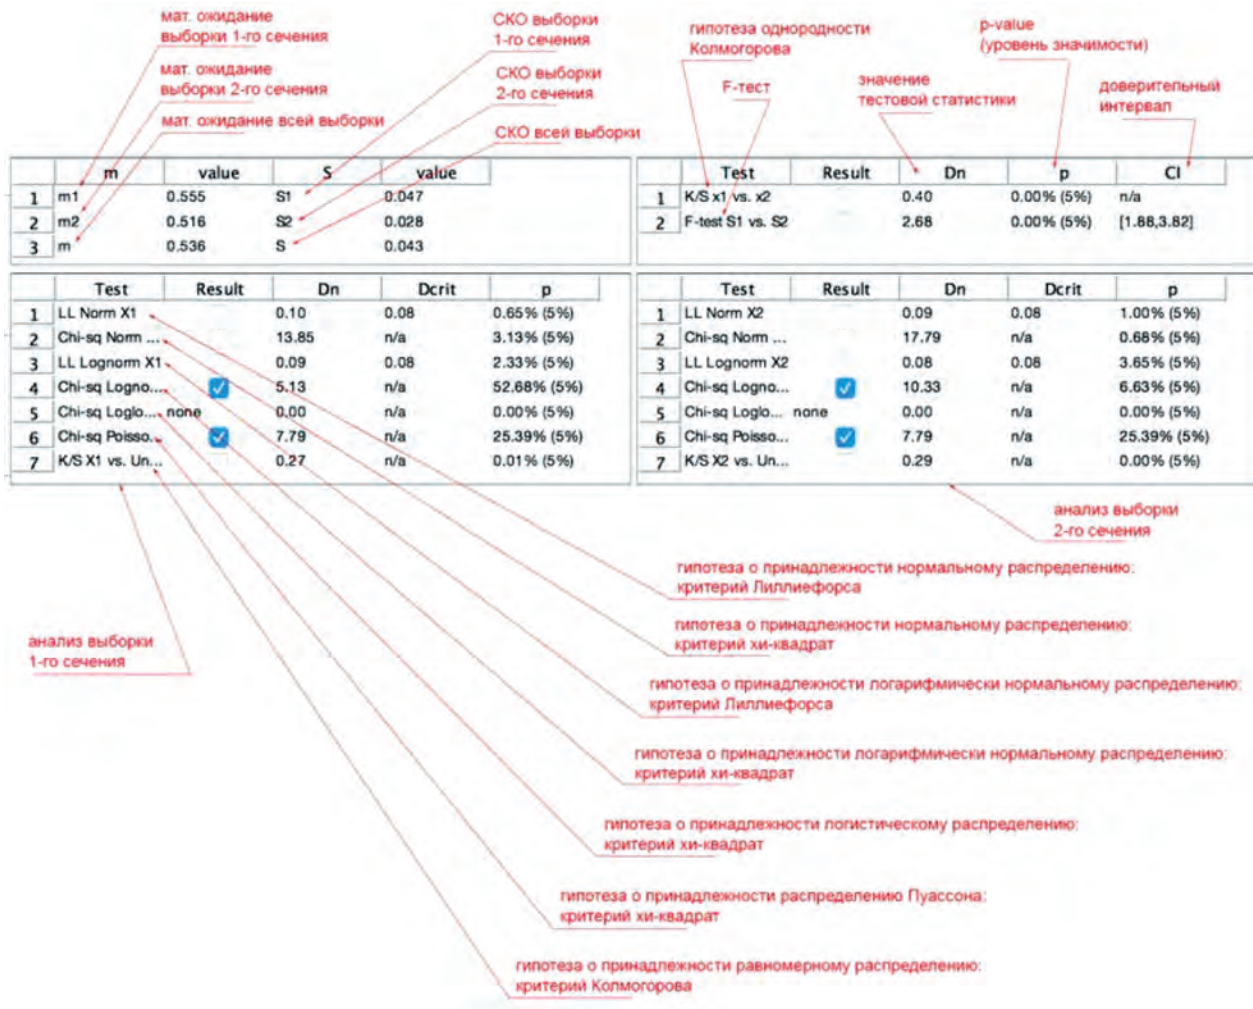 мат. ожидание
выборки 1-го сечения
мат. ожидание
выборки 2-го сечения
мат. ожидание всей выборки
СКО выборки
1-го сечения
СКО выборки
2-го сечения
СКО всей выборки
гипотеза однородности
Колмогорова
F-тест
значение
тестовой статистики
p-value
(уровень значимости)
доверительный
интервал
m value S value
1 m1 0.555 S1 0.047
2 m2 0.516 S2 0.028
3 m 0.536 S 0.043
Test Result Dn p CI
1 K/S x1 vs. x2 0.40 0.00% (5%) n/a
2 F-test S1 vs. S2 2.68 0.00% (5%) [1.88,3.82]
Test Result Dn Dcrit p
1 LL Norm X1 0.10 0.08 0.65% (5%)
2 Chi-sq Norm ... 13.85 n/a 3.13% (5%)
3 LL Lognorm X1 0.09 0.08 2.33% (5%)
4 Chi-sq Logno... 5.13 n/a 52.68% (5%)
5 Chi-sq Loglo... none 0.00 n/a 0.00% (5%)
6 Chi-sq Poisso... 7.79 n/a 25.39% (5%)
7 K/S X1 vs. Un... 0.27 n/a 0.01% (5%)
Test Result Dn Dcrit p
1 LL Norm X2 0.09 0.08 1.00% (5%)
2 Chi-sq Norm ... 17.79 n/a 0.68% (5%)
3 LL Lognorm X2 0.08 0.08 3.65% (5%)
4 Chi-sq Logno... 10.33 n/a 6.63% (5%)
5 Chi-sq Loglo... none 0.00 n/a 0.00% (5%)
6 Chi-sq Poisso... 7.79 n/a 25.39% (5%)
7 K/S X2 vs. Un... 0.29 n/a 0.00% (5%)
анализ выборки
2-го сечения
гипотеза о принадлежности нормальному распределению:
критерий Лиллиефорса
гипотеза о принадлежности нормальному распределению:
критерий хи-квадрат
анализ выборки
1-го сечения
гипотеза о принадлежности логарифмически нормальному распределению:
критерий Лиллиефорса
гипотеза о принадлежности логарифмически нормальному распределению:
критерий хи-квадрат
гипотеза о принадлежности логистическому распределению:
критерий хи-квадрат
гипотеза о принадлежности распределению Пуассона:
критерий хи-квадрат
гипотеза о принадлежности равномерному распределению:
критерий Колмогорова